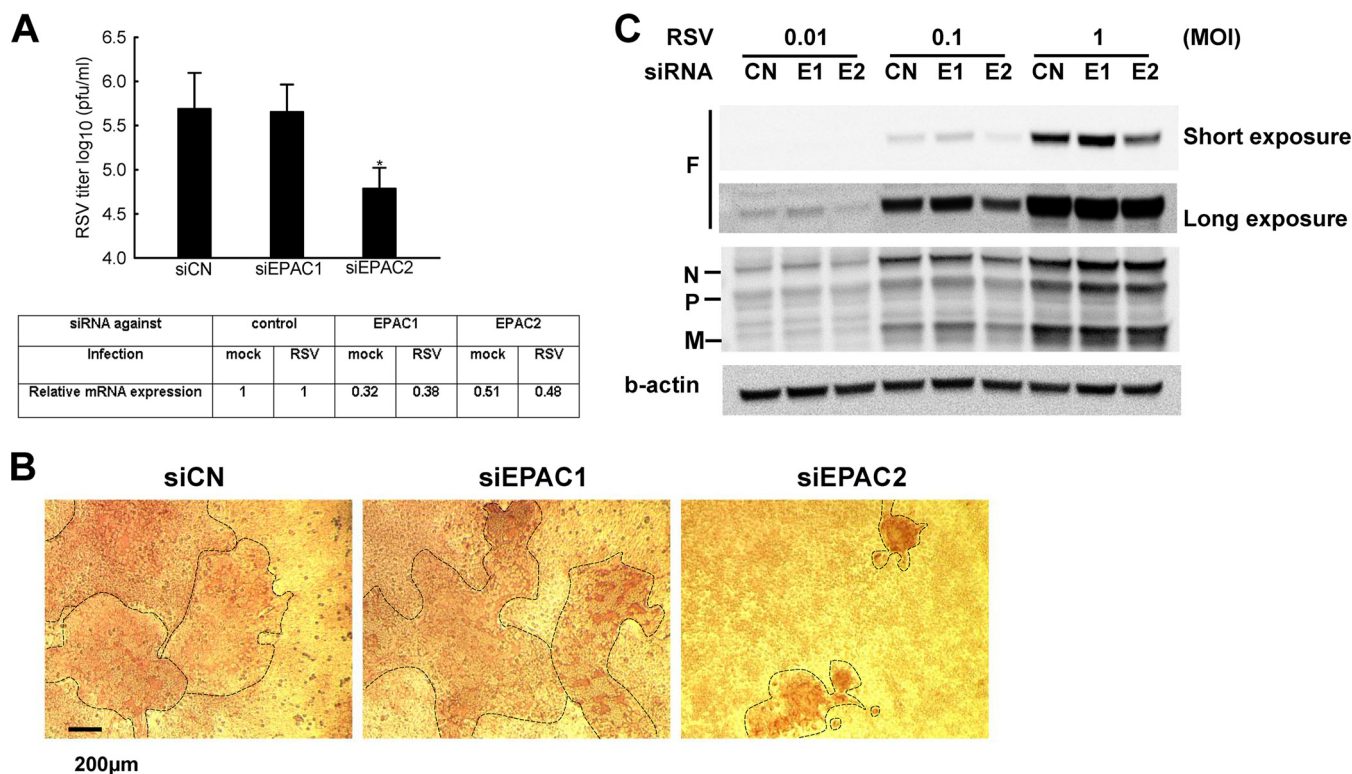 A
6.5
6.0
5.5
5.0
4.5
4.0
RSV titer log10 (pfu/ml)
*
siCN siEPAC1 siEPAC2
siRNA against control EPAC1 EPAC2
Infection mock RSV mock RSV mock RSV
Relative mRNA expression 1 1 0.32 0.38 0.51 0.48
B
siCN siEPAC1 siEPAC2
200µm
C
RSV 0.01 0.1 1 (MOI)
siRNA CN E1 E2 CN E1 E2 CN E1 E2
F
Short exposure
Long exposure
N
P
M
b-actin